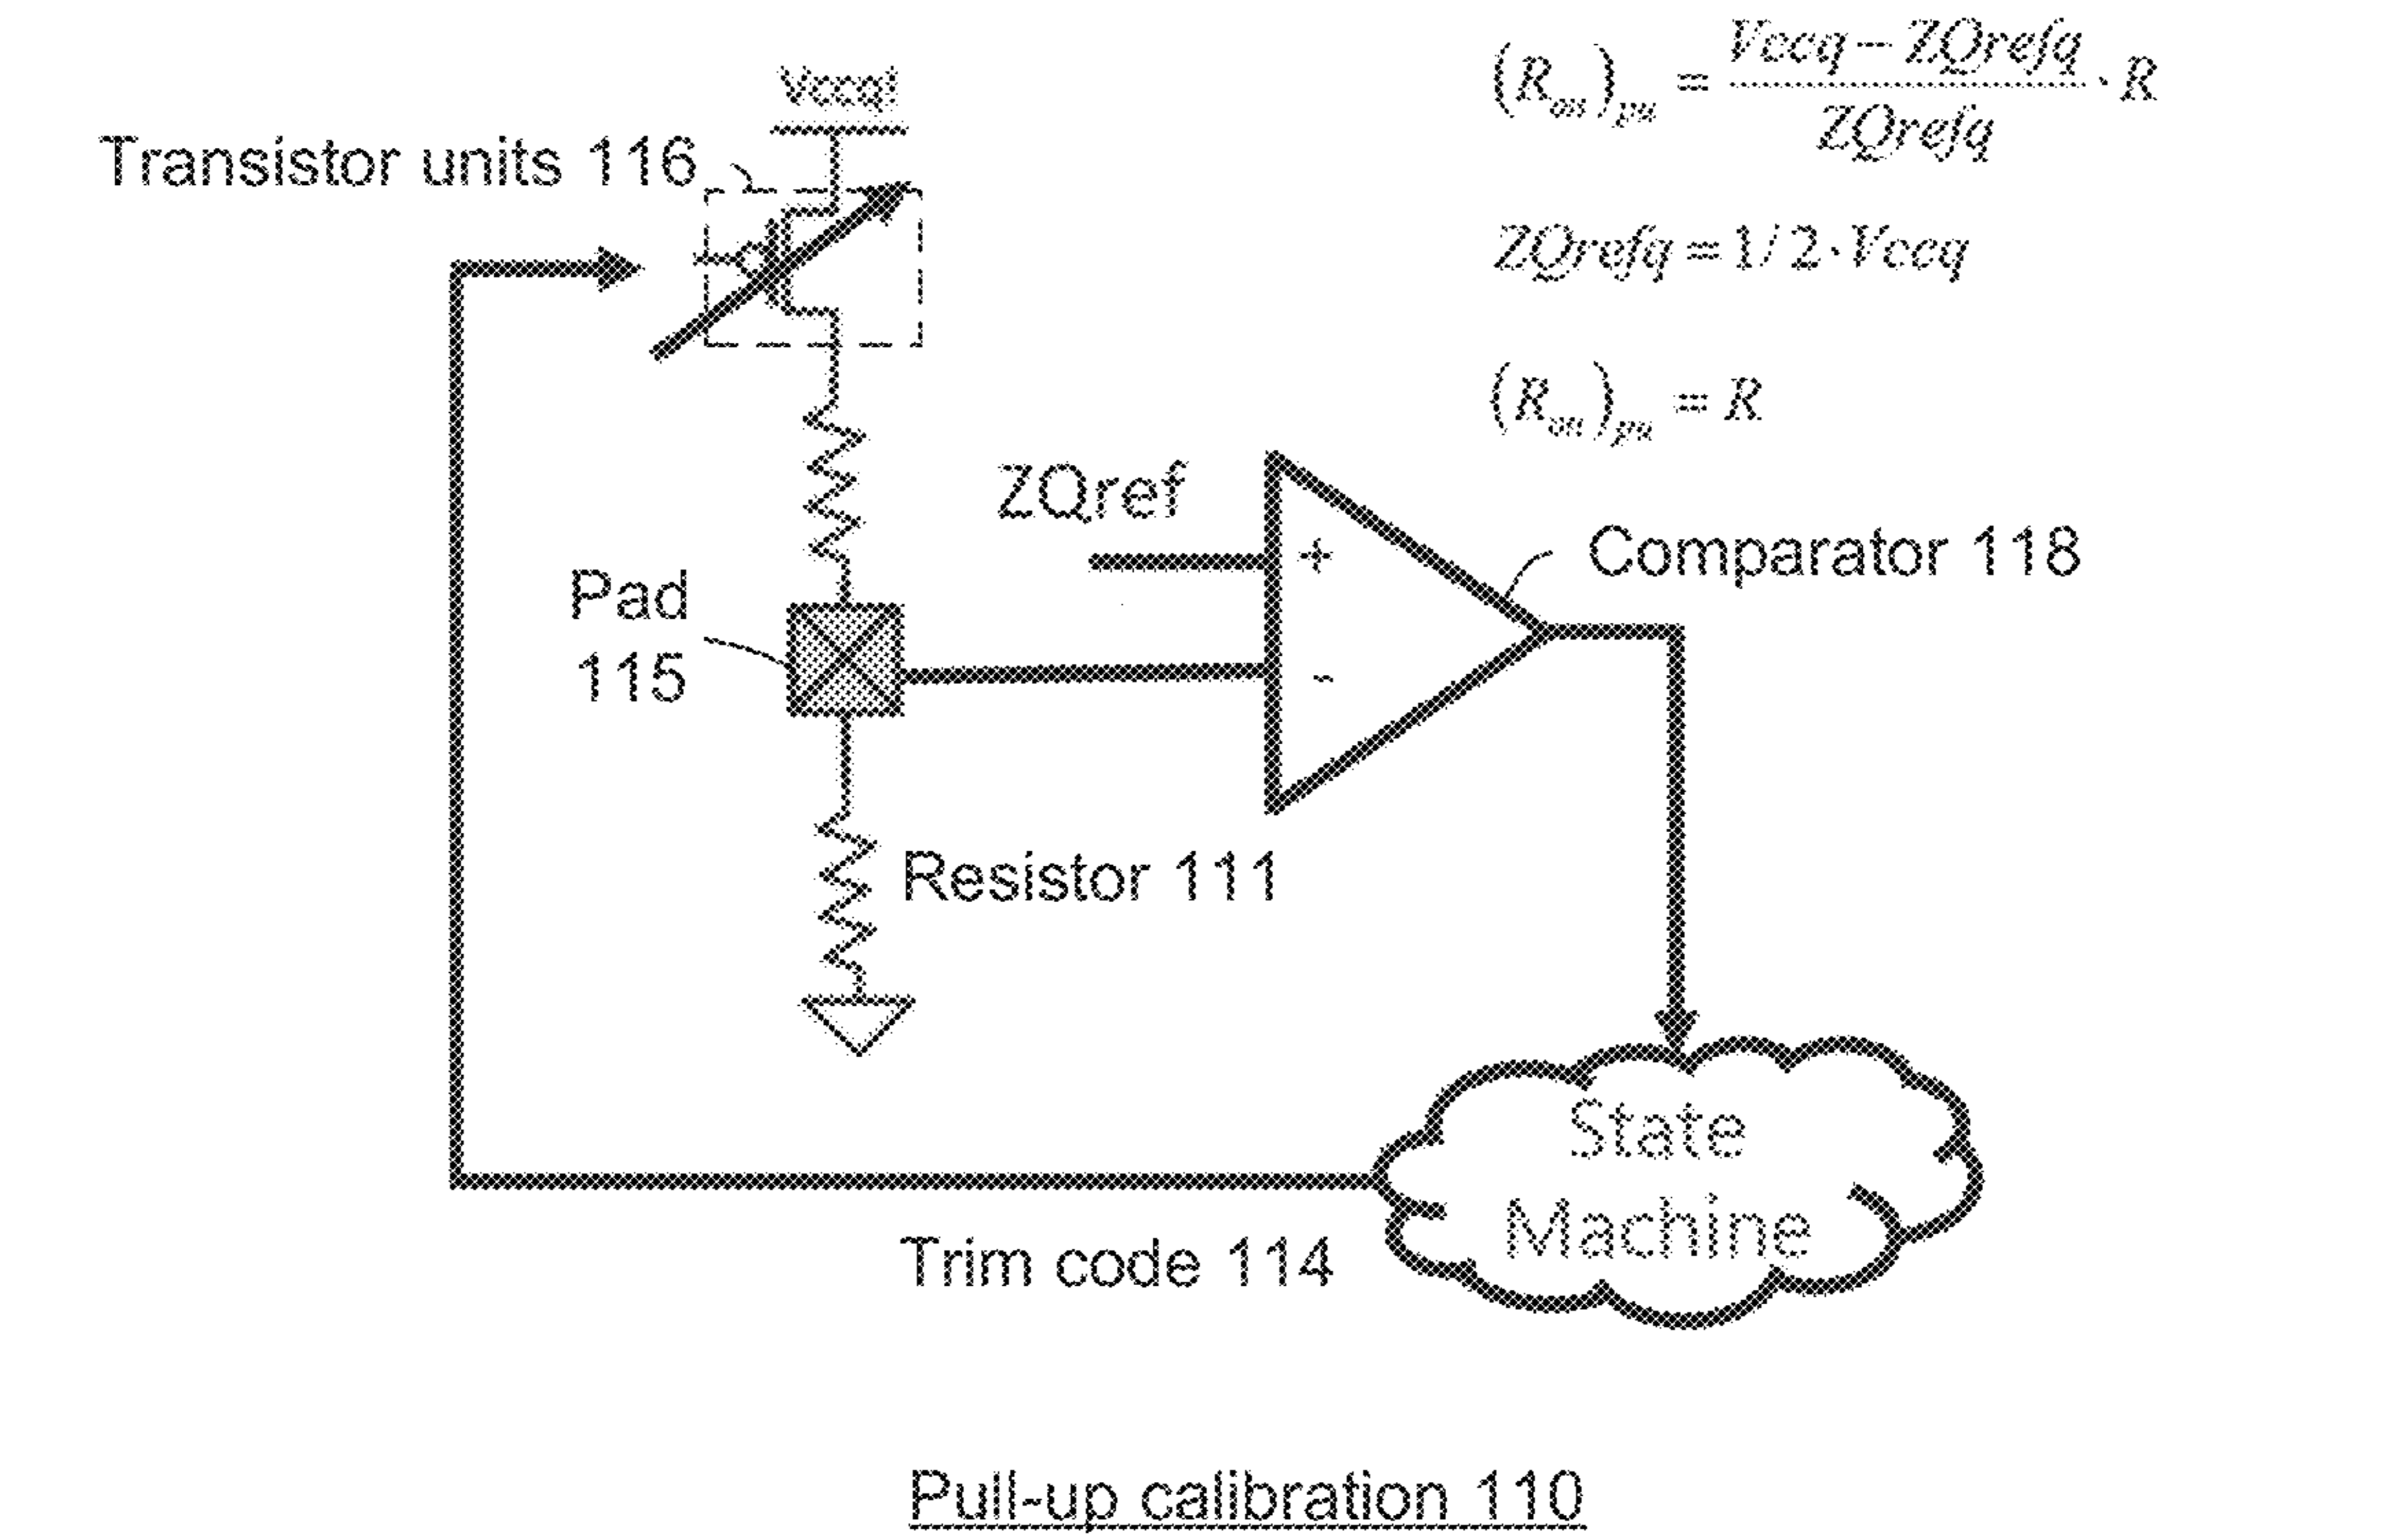 (R_on)_pu = (Vccq − ZQrefq) / ZQrefq · R
Vccq
Transistor units 116
ZQrefq = 1/2 · Vccq
(R_on)_pu = R
ZQref
+
Comparator 118
Pad
115
-
Resistor 111
State
Machine
Trim code 114
Pull-up calibration 110